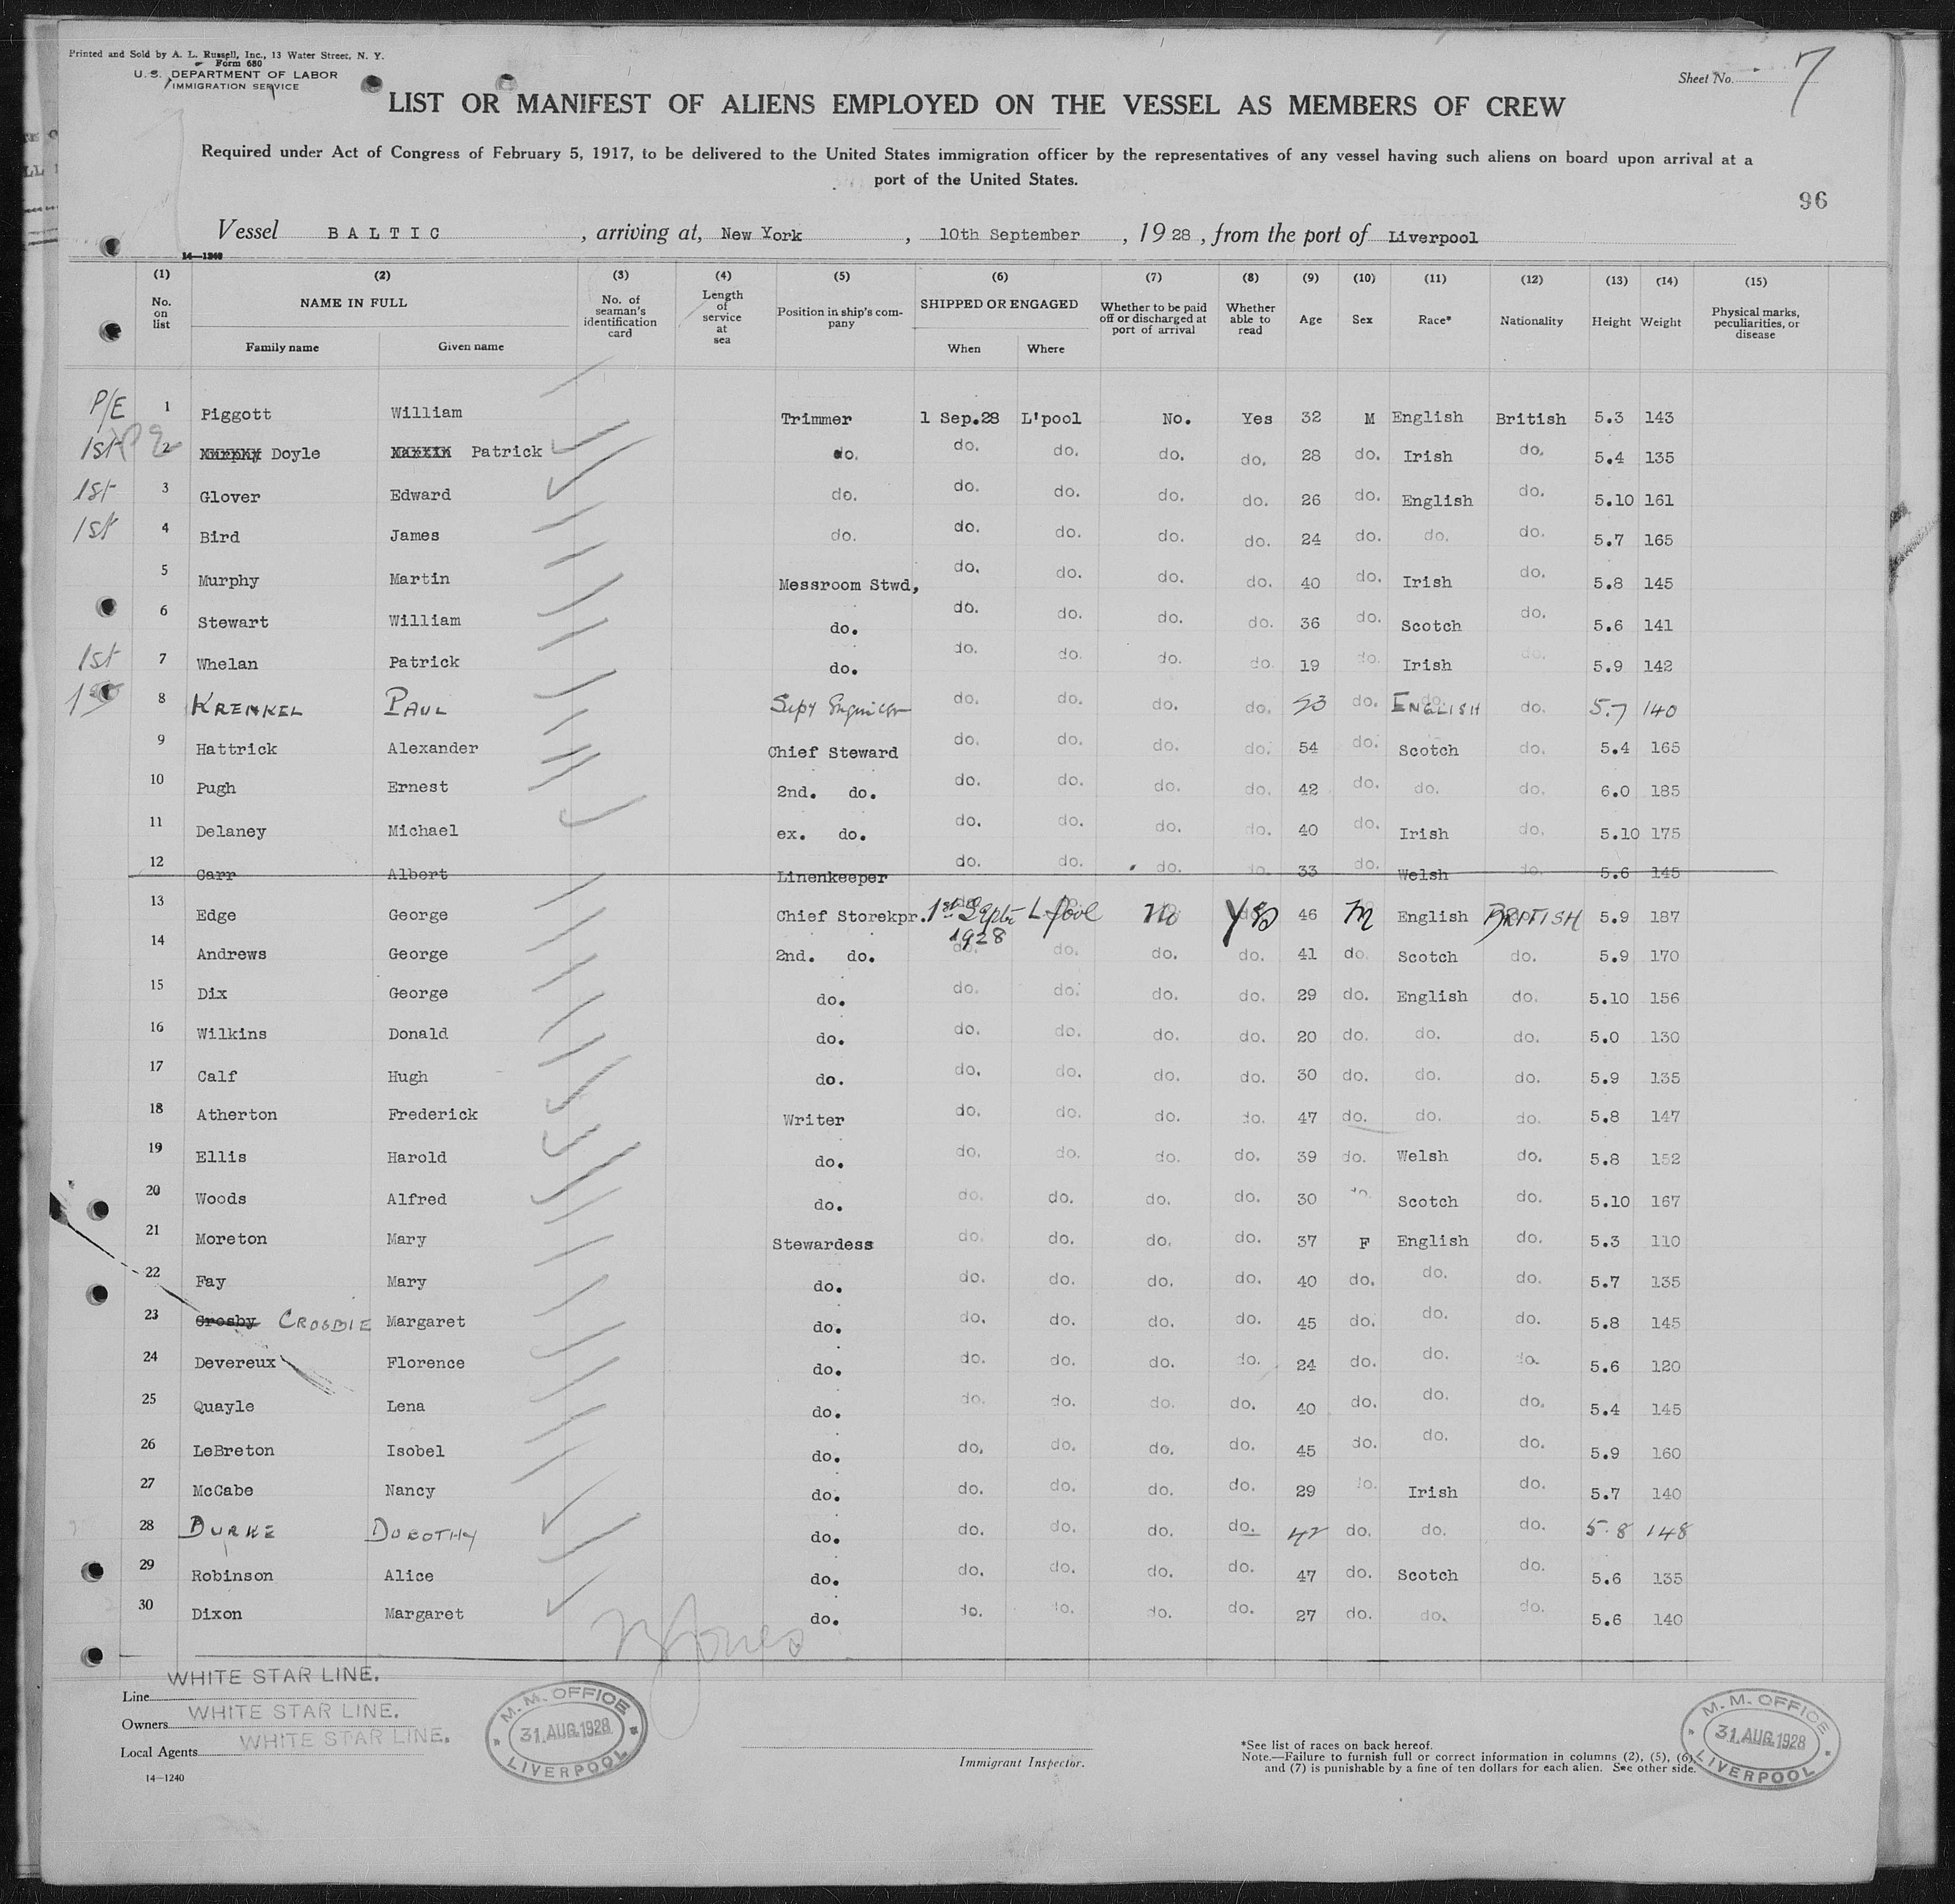 Printed and Sold by A. L. Russell, Inc., 13 Water Street, N. Y.
Form 680
U. S. DEPARTMENT OF LABOR
IMMIGRATION SERVICE
Sheet No. 7
LIST OR MANIFEST OF ALIENS EMPLOYED ON THE VESSEL AS MEMBERS OF CREW
Required under Act of Congress of February 5, 1917, to be delivered to the United States immigration officer by the representatives of any vessel having such aliens on board upon arrival at a
port of the United States.
96
Vessel BALTIC, arriving at, New York, 10th September, 1928, from the port of Liverpool
14—1240
(1) (2) (3) (4) (5) (6) (7) (8) (9) (10) (11) (12) (13) (14) (15)
No. on list NAME IN FULL Family name Given name No. of seaman's identification card Length of service at sea Position in ship's company SHIPPED OR ENGAGED When Where Whether to be paid off or discharged at port of arrival Whether able to read Age Sex Race* Nationality Height Weight Physical marks, peculiarities, or disease
P/E 1 Piggott William Trimmer 1 Sep.28 L'pool No. Yes 32 M English British 5.3 143
1st 2 Murphy Doyle Patrick do. do. do. do. do. 28 do. Irish do. 5.4 135
1st 3 Glover Edward do. do. do. do. do. 26 do. English do. 5.10 161
1st 4 Bird James do. do. do. do. do. 24 do. do. do. 5.7 165
5 Murphy Martin Messroom Stwd, do. do. do. do. 40 do. Irish do. 5.8 145
6 Stewart William do. do. do. do. do. 36 do. Scotch do. 5.6 141
1st 7 Whelan Patrick do. do. do. do. do. 19 do. Irish do. 5.9 142
8 KRENKEL PAUL Supy Engineer do. do. do. do. 53 do. ENGLISH do. 5.7 140
9 Hattrick Alexander Chief Steward do. do. do. do. 54 do. Scotch do. 5.4 165
10 Pugh Ernest 2nd. do. do. do. do. do. 42 do. do. do. 6.0 185
11 Delaney Michael ex. do. do. do. do. do. 40 do. Irish do. 5.10 175
12 Carr Albert Linenkeeper do. do. do. do. 33 do. Welsh do. 5.6 145
13 Edge George Chief Storekpr. 1st Septr 1928 L'pool No Yes 46 M English BRITISH 5.9 187
14 Andrews George 2nd. do. do. do. do. do. 41 do. Scotch do. 5.9 170
15 Dix George do. do. do. do. do. 29 do. English do. 5.10 156
16 Wilkins Donald do. do. do. do. do. 20 do. do. do. 5.0 130
17 Calf Hugh do. do. do. do. do. 30 do. do. do. 5.9 135
18 Atherton Frederick Writer do. do. do. do. 47 do. do. do. 5.8 147
19 Ellis Harold do. do. do. do. do. 39 do. Welsh do. 5.8 152
20 Woods Alfred do. do. do. do. do. 30 do. Scotch do. 5.10 167
21 Moreton Mary Stewardess do. do. do. do. 37 F English do. 5.3 110
22 Fay Mary do. do. do. do. do. 40 do. do. do. 5.7 135
23 Crosby CROSBIE Margaret do. do. do. do. do. 45 do. do. do. 5.8 145
24 Devereux Florence do. do. do. do. do. 24 do. do. do. 5.6 120
25 Quayle Lena do. do. do. do. do. 40 do. do. do. 5.4 145
26 LeBreton Isobel do. do. do. do. do. 45 do. do. do. 5.9 160
27 McCabe Nancy do. do. do. do. do. 29 do. Irish do. 5.7 140
28 BURKE DOROTHY do. do. do. do. do. 42 do. do. do. 5.8 148
29 Robinson Alice do. do. do. do. do. 47 do. Scotch do. 5.6 135
30 Dixon Margaret do. do. do. do. do. 27 do. do. do. 5.6 140
Line WHITE STAR LINE.
Owners WHITE STAR LINE.
Local Agents WHITE STAR LINE.
14—1240
M. M. OFFICE
31 AUG. 1928
LIVERPOOL
Immigrant Inspector.
*See list of races on back hereof.
Note.—Failure to furnish full or correct information in columns (2), (5), (6),
and (7) is punishable by a fine of ten dollars for each alien. See other side.
M. M. OFFICE
31 AUG. 1928
LIVERPOOL